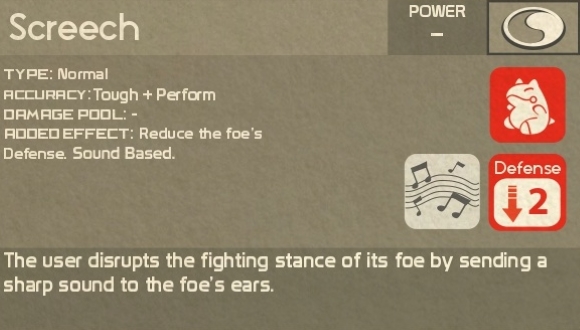 Screech
POWER
–
TYPE: Normal
ACCURACY: Tough + Perform
DAMAGE POOL: -
ADDED EFFECT: Reduce the foe's
Defense. Sound Based.
Defense
2
The user disrupts the fighting stance of its foe by sending a
sharp sound to the foe's ears.